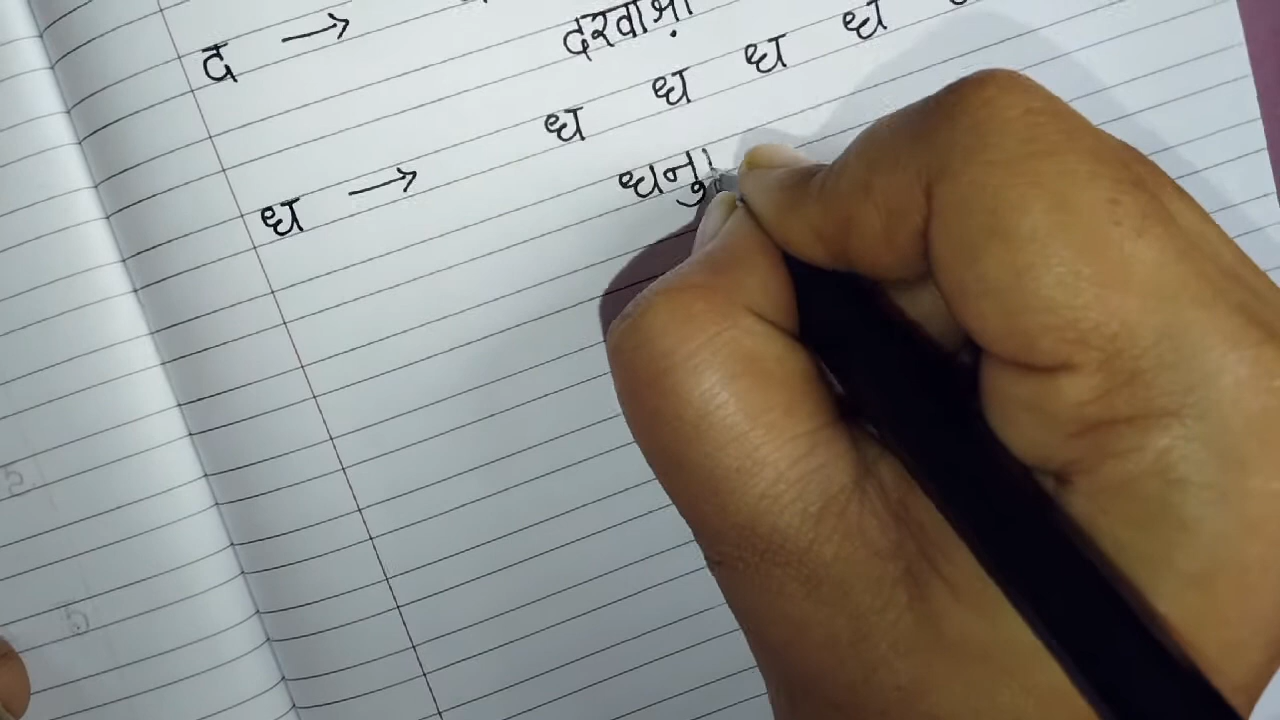 द → दरवाज़ा
ध ध ध ध
ध → धनु